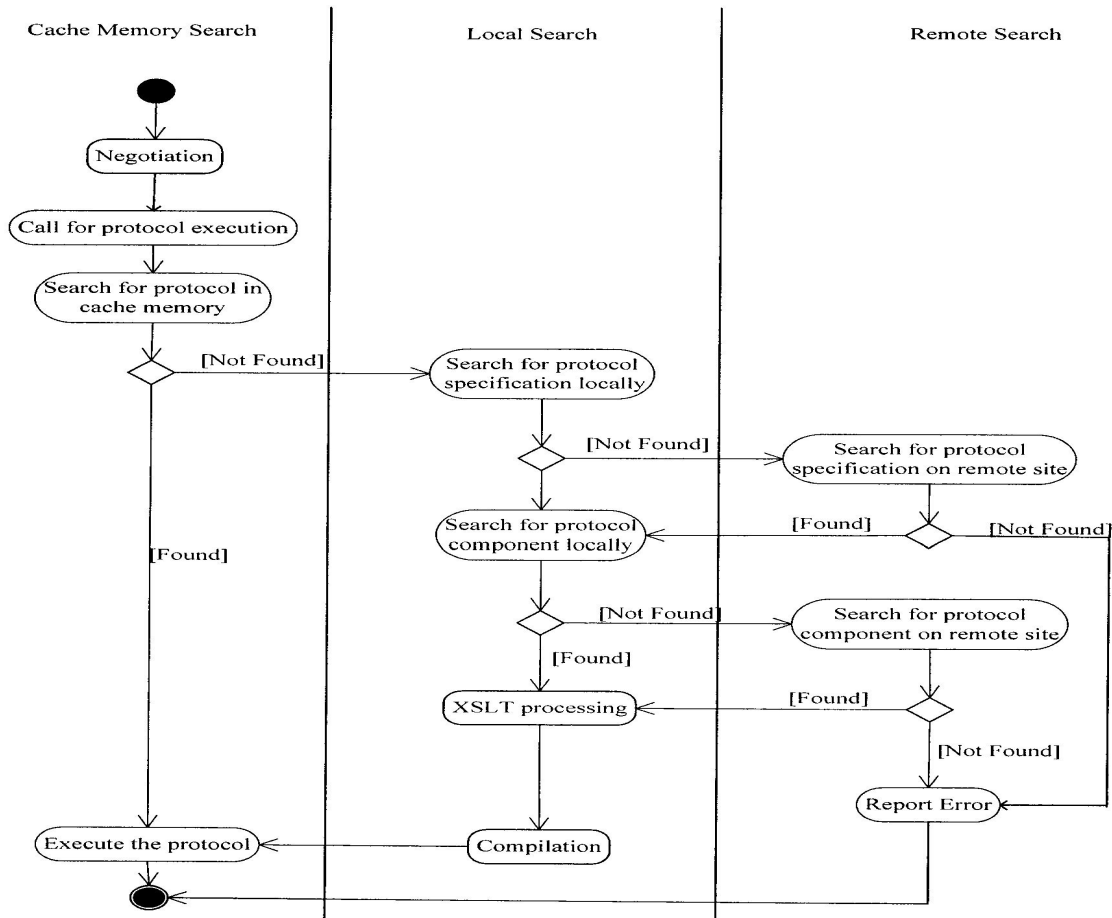 Cache Memory Search
Local Search
Remote Search
Negotiation
Call for protocol execution
Search for protocol in
cache memory
[Not Found]
Search for protocol
specification locally
[Not Found]
Search for protocol
specification on remote site
Search for protocol
component locally
[Found]
[Not Found]
[Found]
[Not Found]
Search for protocol
component on remote site
[Found]
XSLT processing
[Found]
[Not Found]
Report Error
Execute the protocol
Compilation